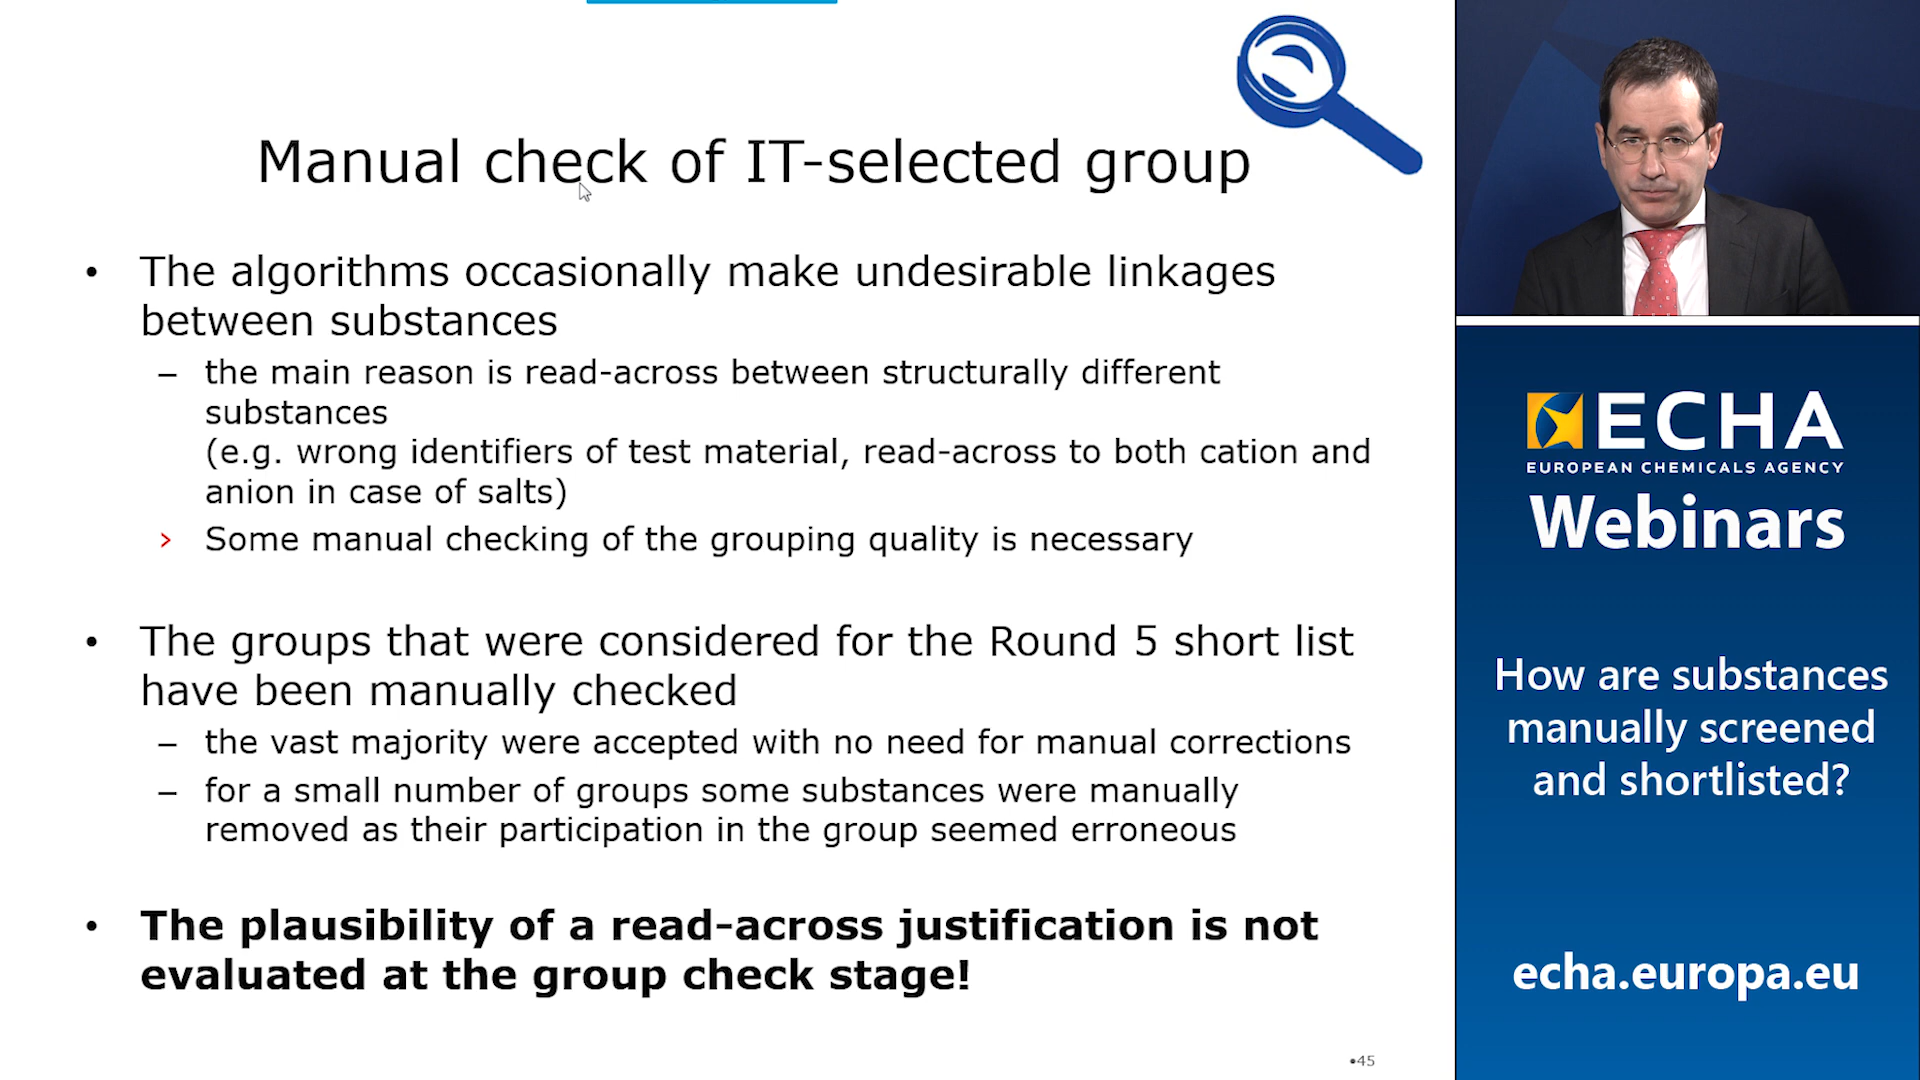 Manual check of IT-selected group
• The algorithms occasionally make undesirable linkages
between substances
– the main reason is read-across between structurally different
substances
(e.g. wrong identifiers of test material, read-across to both cation and
anion in case of salts)
› Some manual checking of the grouping quality is necessary
• The groups that were considered for the Round 5 short list
have been manually checked
– the vast majority were accepted with no need for manual corrections
– for a small number of groups some substances were manually
removed as their participation in the group seemed erroneous
• The plausibility of a read-across justification is not
evaluated at the group check stage!
•45
ECHA
EUROPEAN CHEMICALS AGENCY
Webinars
How are substances
manually screened
and shortlisted?
echa.europa.eu